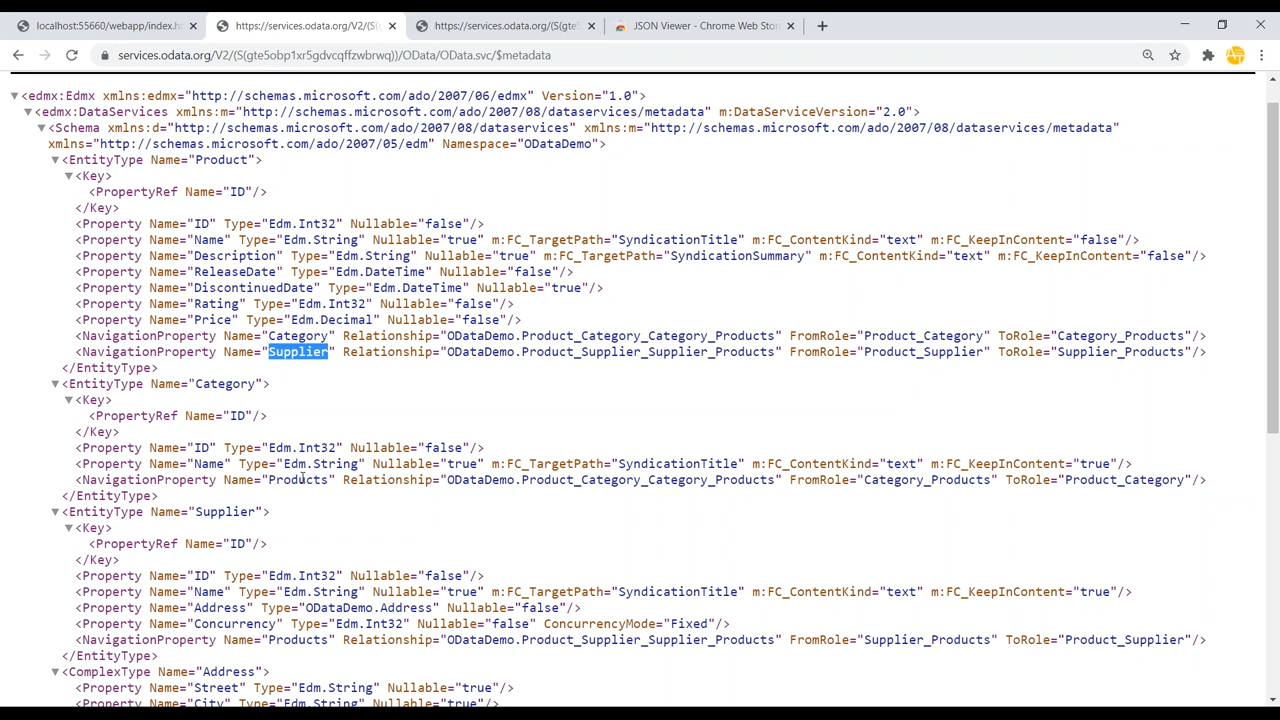 localhost:55660/webapp/index.h
https://services.odata.org/V2/(S(
https://services.odata.org/(S(gte5
JSON Viewer - Chrome Web Stor
services.odata.org/V2/(S(gte5obp1xr5gdvcqffzwbrwq))/OData/OData.svc/$metadata
<edmx:Edmx xmlns:edmx="http://schemas.microsoft.com/ado/2007/06/edmx" Version="1.0">
<edmx:DataServices xmlns:m="http://schemas.microsoft.com/ado/2007/08/dataservices/metadata" m:DataServiceVersion="2.0">
<Schema xmlns:d="http://schemas.microsoft.com/ado/2007/08/dataservices" xmlns:m="http://schemas.microsoft.com/ado/2007/08/dataservices/metadata"
xmlns="http://schemas.microsoft.com/ado/2007/05/edm" Namespace="ODataDemo">
<EntityType Name="Product">
<Key>
<PropertyRef Name="ID"/>
</Key>
<Property Name="ID" Type="Edm.Int32" Nullable="false"/>
<Property Name="Name" Type="Edm.String" Nullable="true" m:FC_TargetPath="SyndicationTitle" m:FC_ContentKind="text" m:FC_KeepInContent="false"/>
<Property Name="Description" Type="Edm.String" Nullable="true" m:FC_TargetPath="SyndicationSummary" m:FC_ContentKind="text" m:FC_KeepInContent="false"/>
<Property Name="ReleaseDate" Type="Edm.DateTime" Nullable="false"/>
<Property Name="DiscontinuedDate" Type="Edm.DateTime" Nullable="true"/>
<Property Name="Rating" Type="Edm.Int32" Nullable="false"/>
<Property Name="Price" Type="Edm.Decimal" Nullable="false"/>
<NavigationProperty Name="Category" Relationship="ODataDemo.Product_Category_Category_Products" FromRole="Product_Category" ToRole="Category_Products"/>
<NavigationProperty Name="Supplier" Relationship="ODataDemo.Product_Supplier_Supplier_Products" FromRole="Product_Supplier" ToRole="Supplier_Products"/>
</EntityType>
<EntityType Name="Category">
<Key>
<PropertyRef Name="ID"/>
</Key>
<Property Name="ID" Type="Edm.Int32" Nullable="false"/>
<Property Name="Name" Type="Edm.String" Nullable="true" m:FC_TargetPath="SyndicationTitle" m:FC_ContentKind="text" m:FC_KeepInContent="true"/>
<NavigationProperty Name="Products" Relationship="ODataDemo.Product_Category_Category_Products" FromRole="Category_Products" ToRole="Product_Category"/>
</EntityType>
<EntityType Name="Supplier">
<Key>
<PropertyRef Name="ID"/>
</Key>
<Property Name="ID" Type="Edm.Int32" Nullable="false"/>
<Property Name="Name" Type="Edm.String" Nullable="true" m:FC_TargetPath="SyndicationTitle" m:FC_ContentKind="text" m:FC_KeepInContent="true"/>
<Property Name="Address" Type="ODataDemo.Address" Nullable="false"/>
<Property Name="Concurrency" Type="Edm.Int32" Nullable="false" ConcurrencyMode="Fixed"/>
<NavigationProperty Name="Products" Relationship="ODataDemo.Product_Supplier_Supplier_Products" FromRole="Supplier_Products" ToRole="Product_Supplier"/>
</EntityType>
<ComplexType Name="Address">
<Property Name="Street" Type="Edm.String" Nullable="true"/>
<Property Name="City" Type="Edm.String" Nullable="true"/>